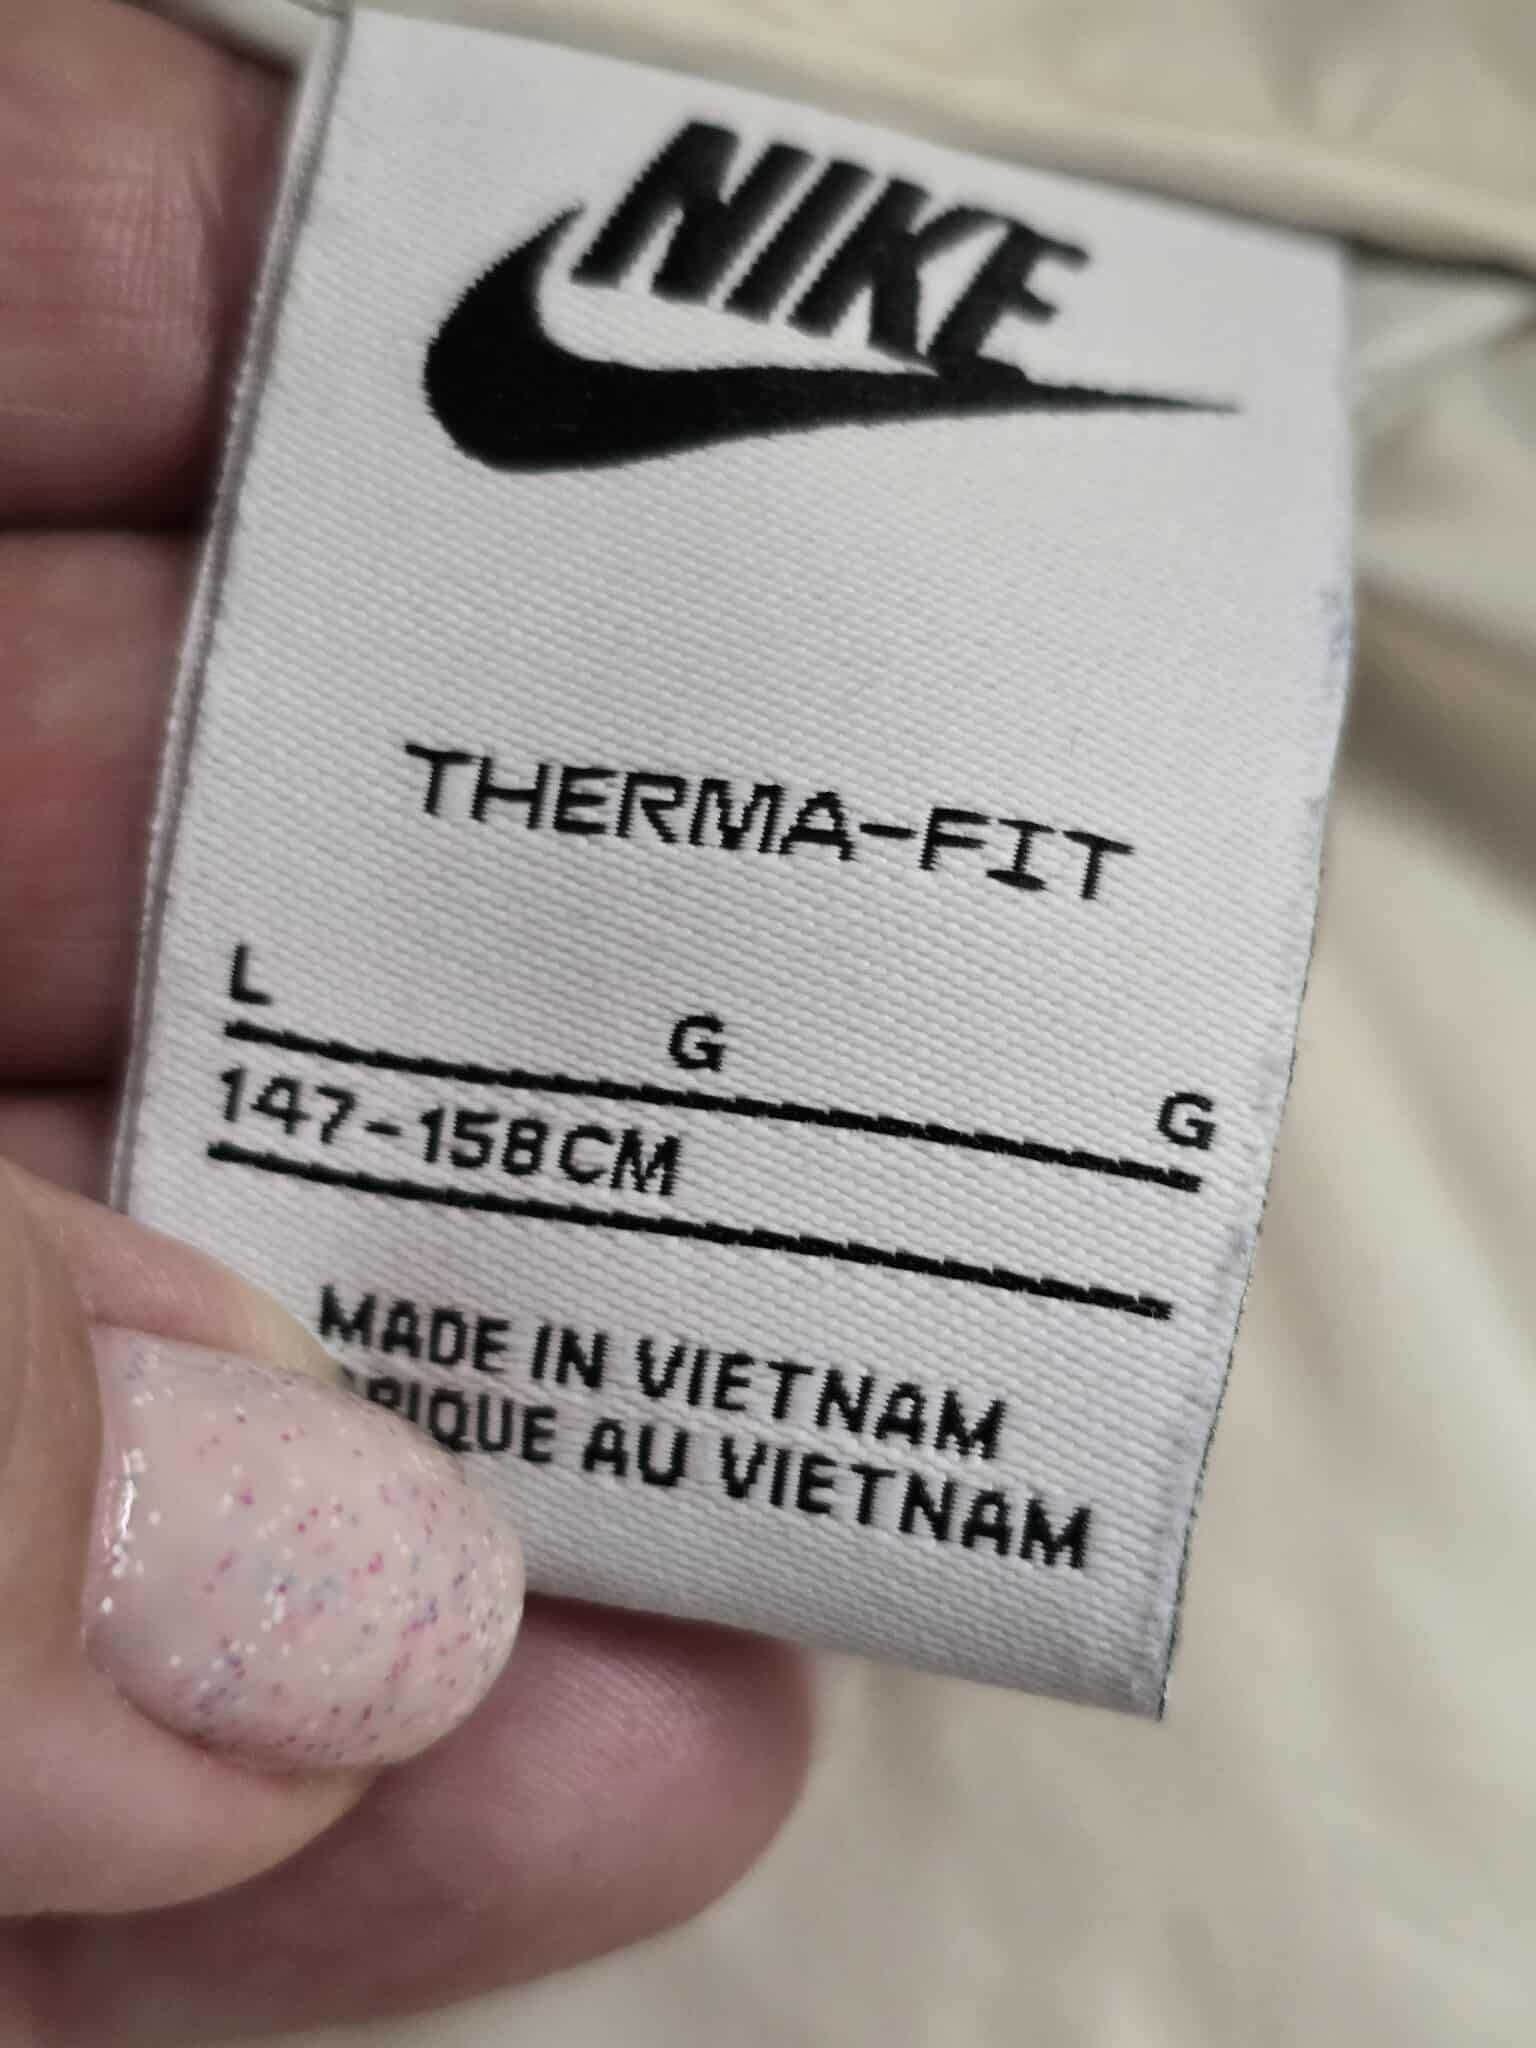 NIKE
THERMA-FIT
L G G
147-158CM
MADE IN VIETNAM
AU VIETNAM